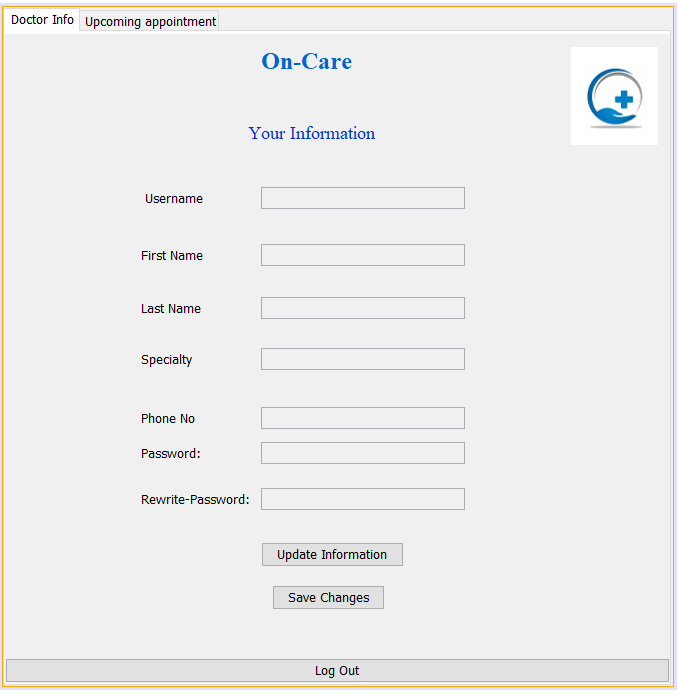 Doctor Info
Upcoming appointment
On-Care
Your Information
Username
First Name
Last Name
Specialty
Phone No
Password:
Rewrite-Password:
Update Information
Save Changes
Log Out